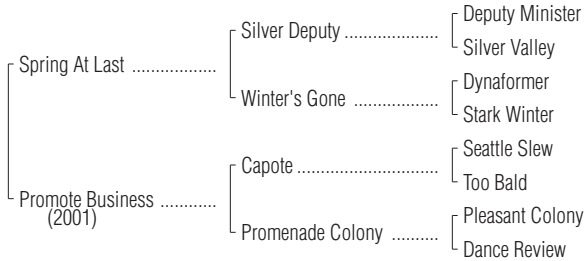 Deputy Minister
Silver Deputy ....................
Silver Valley
Spring At Last ..................
Dynaformer
Winter's Gone ..................
Stark Winter
Seattle Slew
Capote ..............................
Too Bald
Promote Business ............
(2001)
Pleasant Colony
Promenade Colony ..........
Dance Review